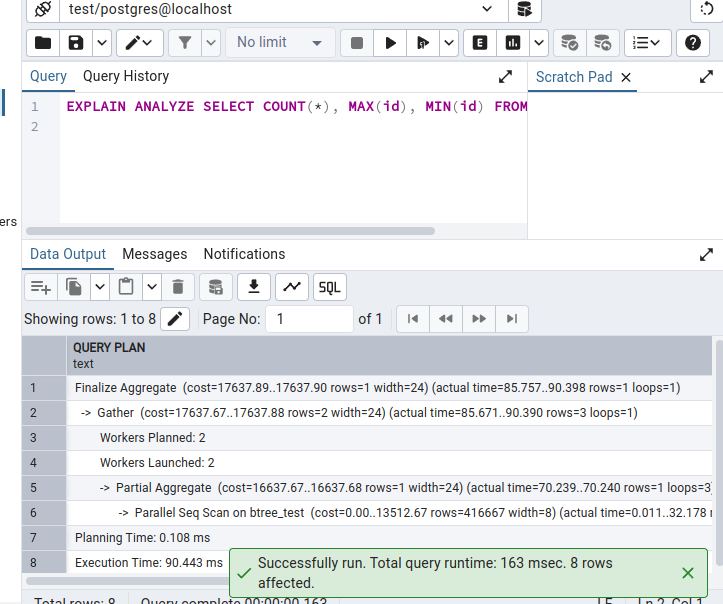 test/postgres@localhost
No limit
E
Query
Query History
Scratch Pad
1
EXPLAIN ANALYZE SELECT COUNT(*), MAX(id), MIN(id) FROM
2
ers
Data Output
Messages
Notifications
SQL
Showing rows: 1 to 8
Page No:
1
of 1
QUERY PLAN
text
1 Finalize Aggregate (cost=17637.89..17637.90 rows=1 width=24) (actual time=85.757..90.398 rows=1 loops=1)
2 -> Gather (cost=17637.67..17637.88 rows=2 width=24) (actual time=85.671..90.390 rows=3 loops=1)
3 Workers Planned: 2
4 Workers Launched: 2
5 -> Partial Aggregate (cost=16637.67..16637.68 rows=1 width=24) (actual time=70.239..70.240 rows=1 loops=3)
6 -> Parallel Seq Scan on btree_test (cost=0.00..13512.67 rows=416667 width=8) (actual time=0.011..32.178 r
7 Planning Time: 0.108 ms
8 Execution Time: 90.443 ms
Successfully run. Total query runtime: 163 msec. 8 rows
affected.
Total rows: 8
Query complete 00:00:00.163
LF
Ln 2, Col 1